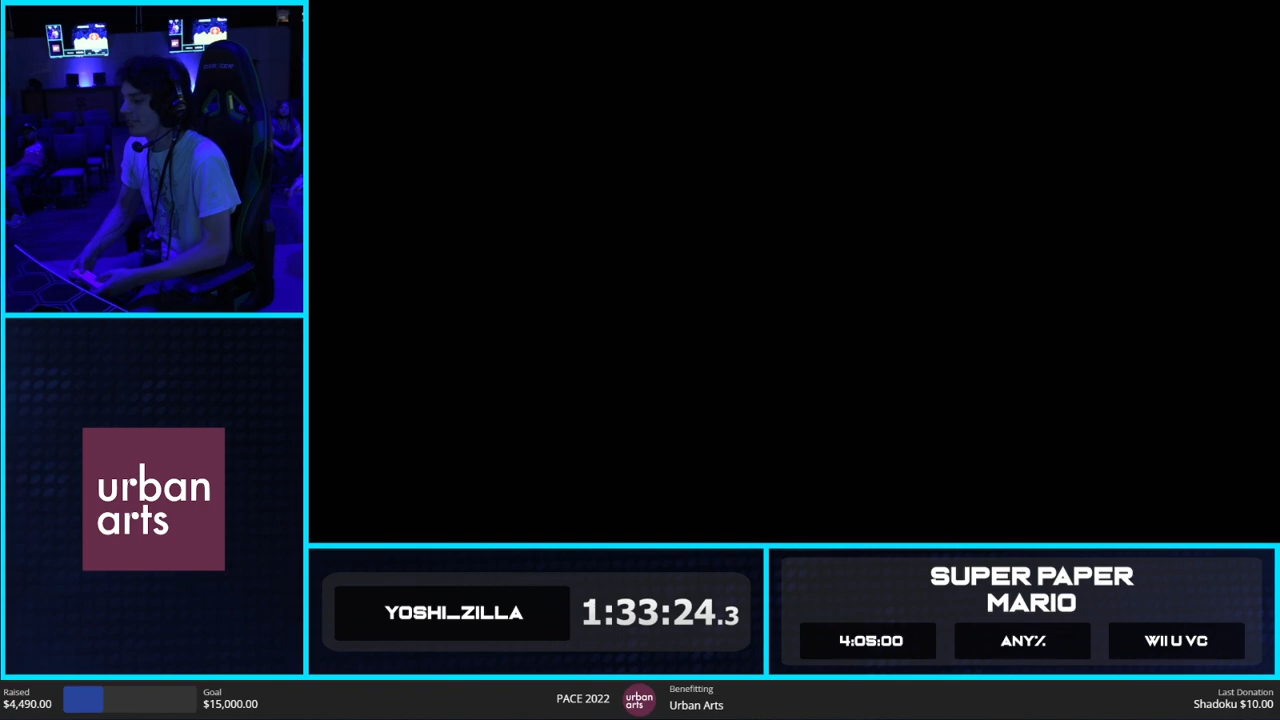 urban
arts
YOSHI_ZILLA
1:33:24.3
SUPER PAPER
MARIO
4:05:00
ANY%
WII U VC
Raised
$4,490.00
Goal
$15,000.00
PACE 2022
urban
arts
Benefitting
Urban Arts
Last Donation
Shadoku $10.00